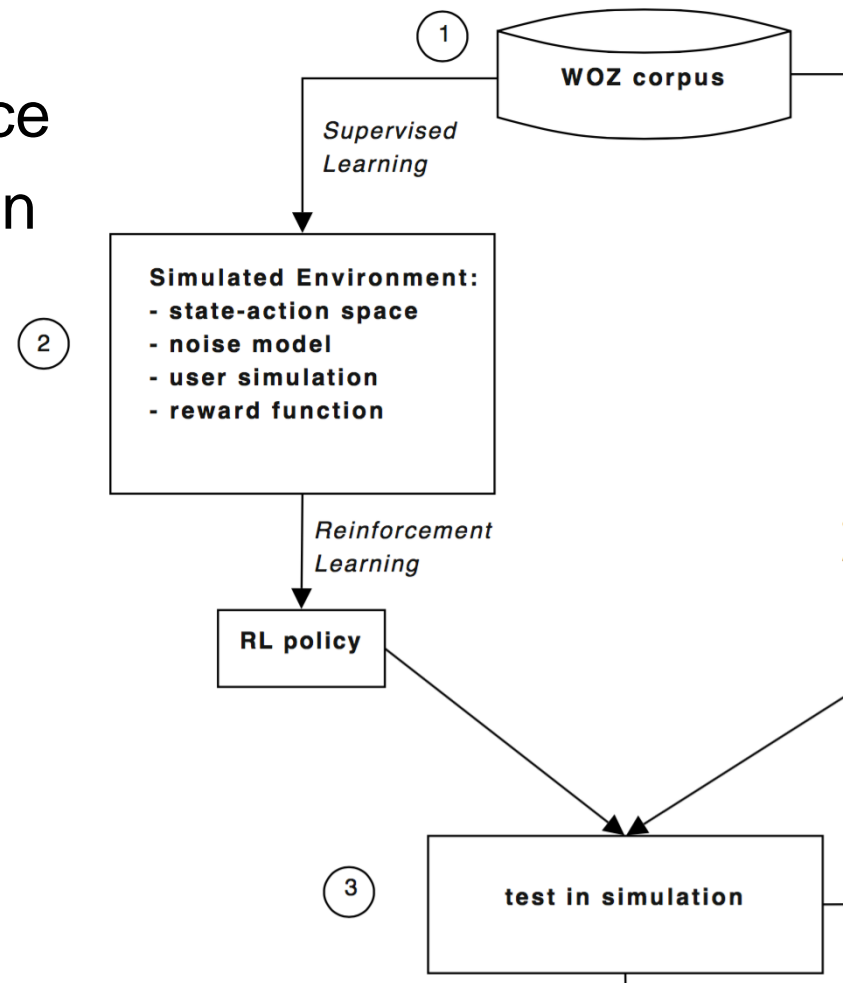 1
WOZ corpus
ce
n
Supervised
Learning
2
Simulated Environment:
- state-action space
- noise model
- user simulation
- reward function
Reinforcement
Learning
RL policy
3
test in simulation